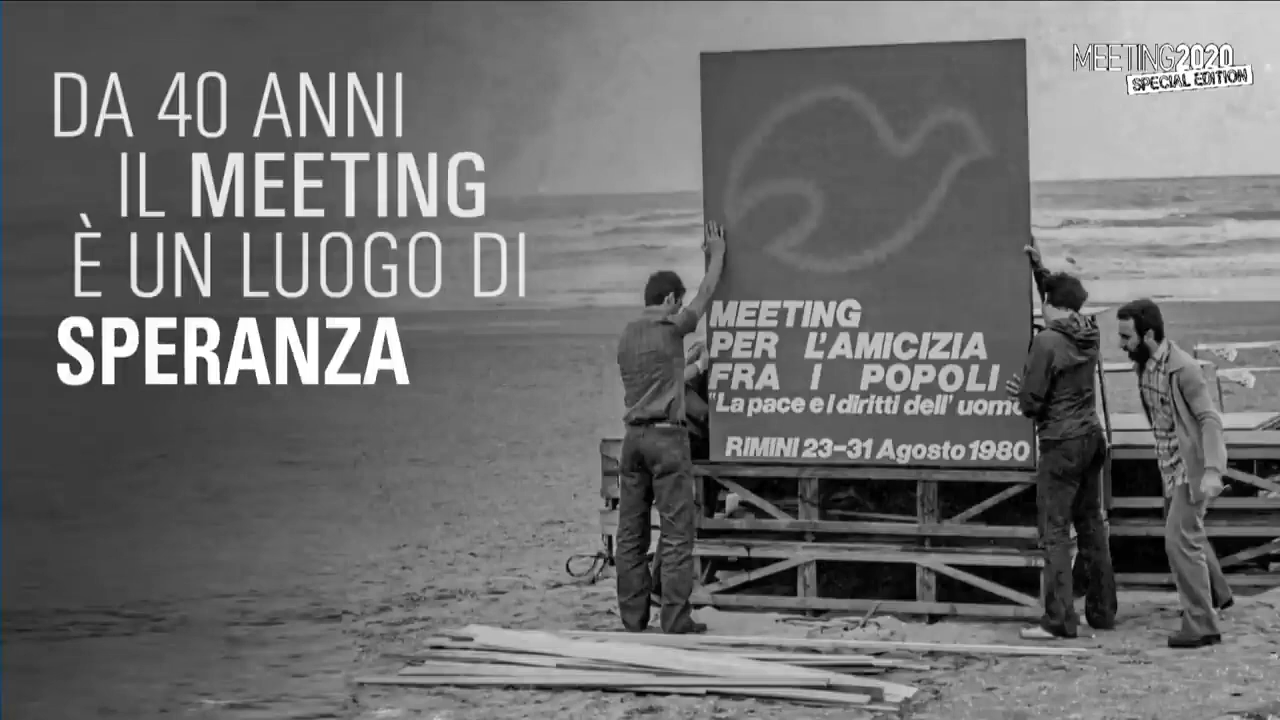 DA 40 ANNI
IL MEETING
È UN LUOGO DI
SPERANZA
MEETING2020
SPECIAL EDITION
MEETING
PER L'AMICIZIA
FRA I POPOLI
"La pace e i diritti dell' uomo
RIMINI 23-31 Agosto 1980